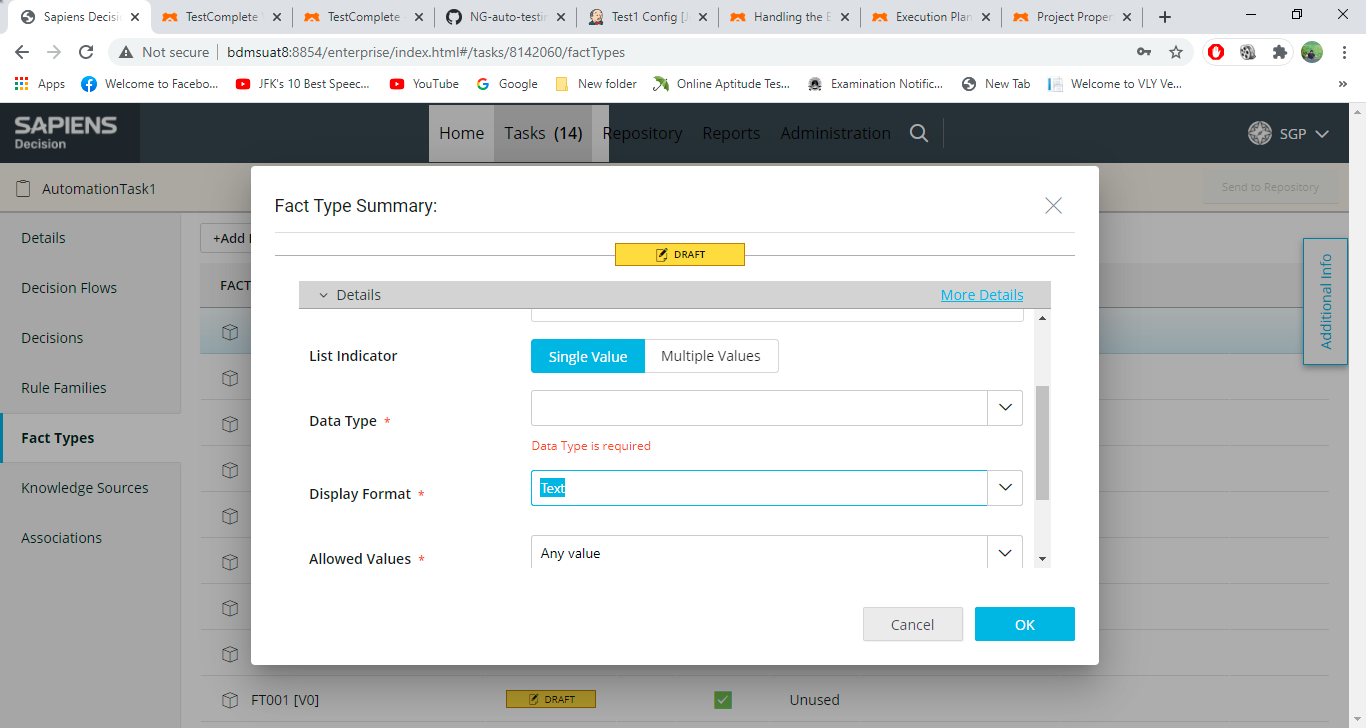 Sapiens Decisi
TestComplete
TestComplete
NG-auto-testi
Test1 Config [J
Handling the E
Execution Plan
Project Proper
Not secure
bdmsuat8:8854/enterprise/index.html#/tasks/8142060/factTypes
Apps
Welcome to Facebo...
JFK's 10 Best Speec...
YouTube
Google
New folder
Online Aptitude Tes...
Examination Notific...
New Tab
Welcome to VLY Ve...
»
SAPIENS
Decision
Home
Tasks (14)
Repository
Reports
Administration
SGP
AutomationTask1
Send to Repository
Details
Decision Flows
Decisions
Rule Families
Fact Types
Knowledge Sources
Associations
+Add
FACT
Additional Info
Fact Type Summary:
DRAFT
Details
More Details
List Indicator
Single Value
Multiple Values
Data Type *
Data Type is required
Display Format *
Text
Allowed Values *
Any value
Cancel
OK
FT001 [V0]
DRAFT
Unused